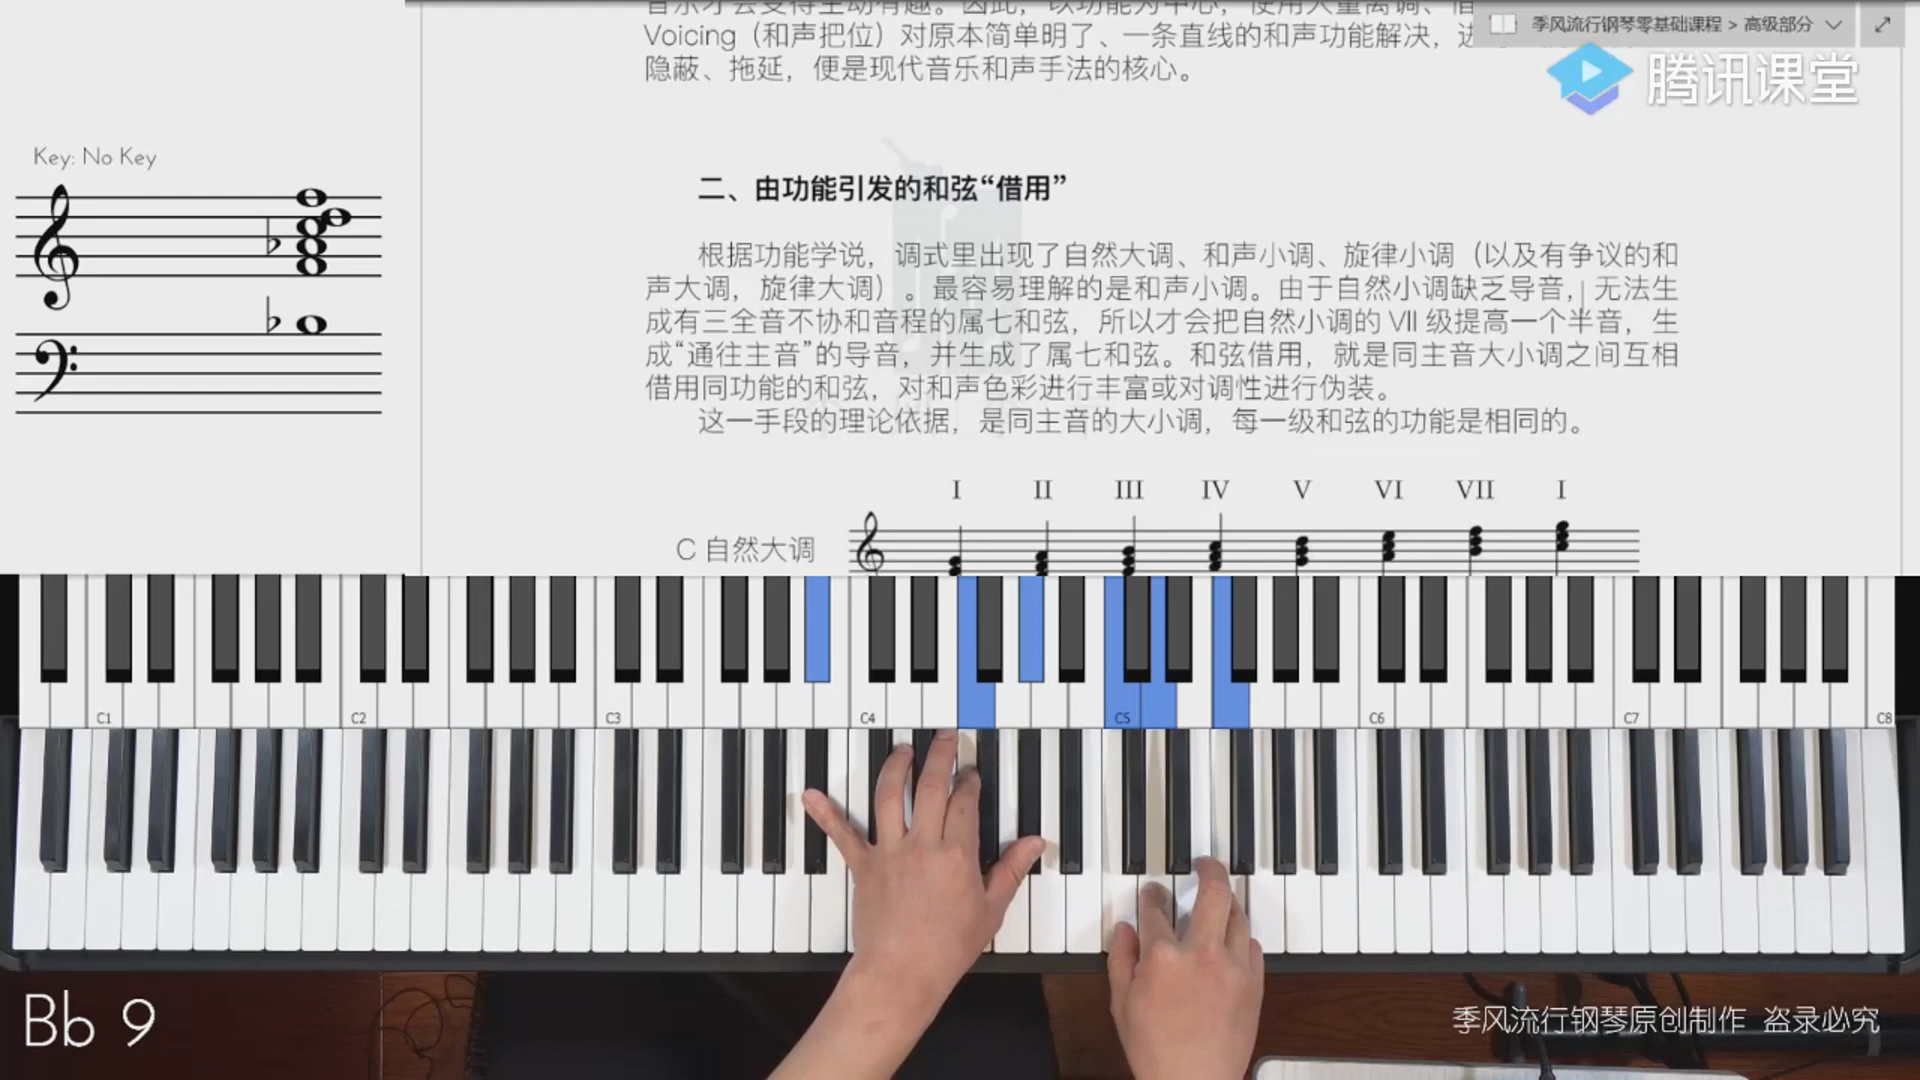 季风流行钢琴零基础课程 > 高级部分
腾讯课堂
Voicing（和声把位）对原本简单明了、一条直线的和声功能解决，
隐蔽、拖延，便是现代音乐和声手法的核心。
Key: No Key
二、由功能引发的和弦“借用”
根据功能学说，调式里出现了自然大调、和声小调、旋律小调（以及有争议的和
声大调，旋律大调）。最容易理解的是和声小调。由于自然小调缺乏导音，无法生
成有三全音不协和音程的属七和弦，所以才会把自然小调的 VII 级提高一个半音，生
成“通往主音”的导音，并生成了属七和弦。和弦借用，就是同主音大小调之间互相
借用同功能的和弦，对和声色彩进行丰富或对调性进行伪装。
这一手段的理论依据，是同主音的大小调，每一级和弦的功能是相同的。
I II III IV V VI VII I
C 自然大调
C1 C2 C3 C4 C5 C6 C7 C8
Bb 9
季风流行钢琴原创制作 盗录必究